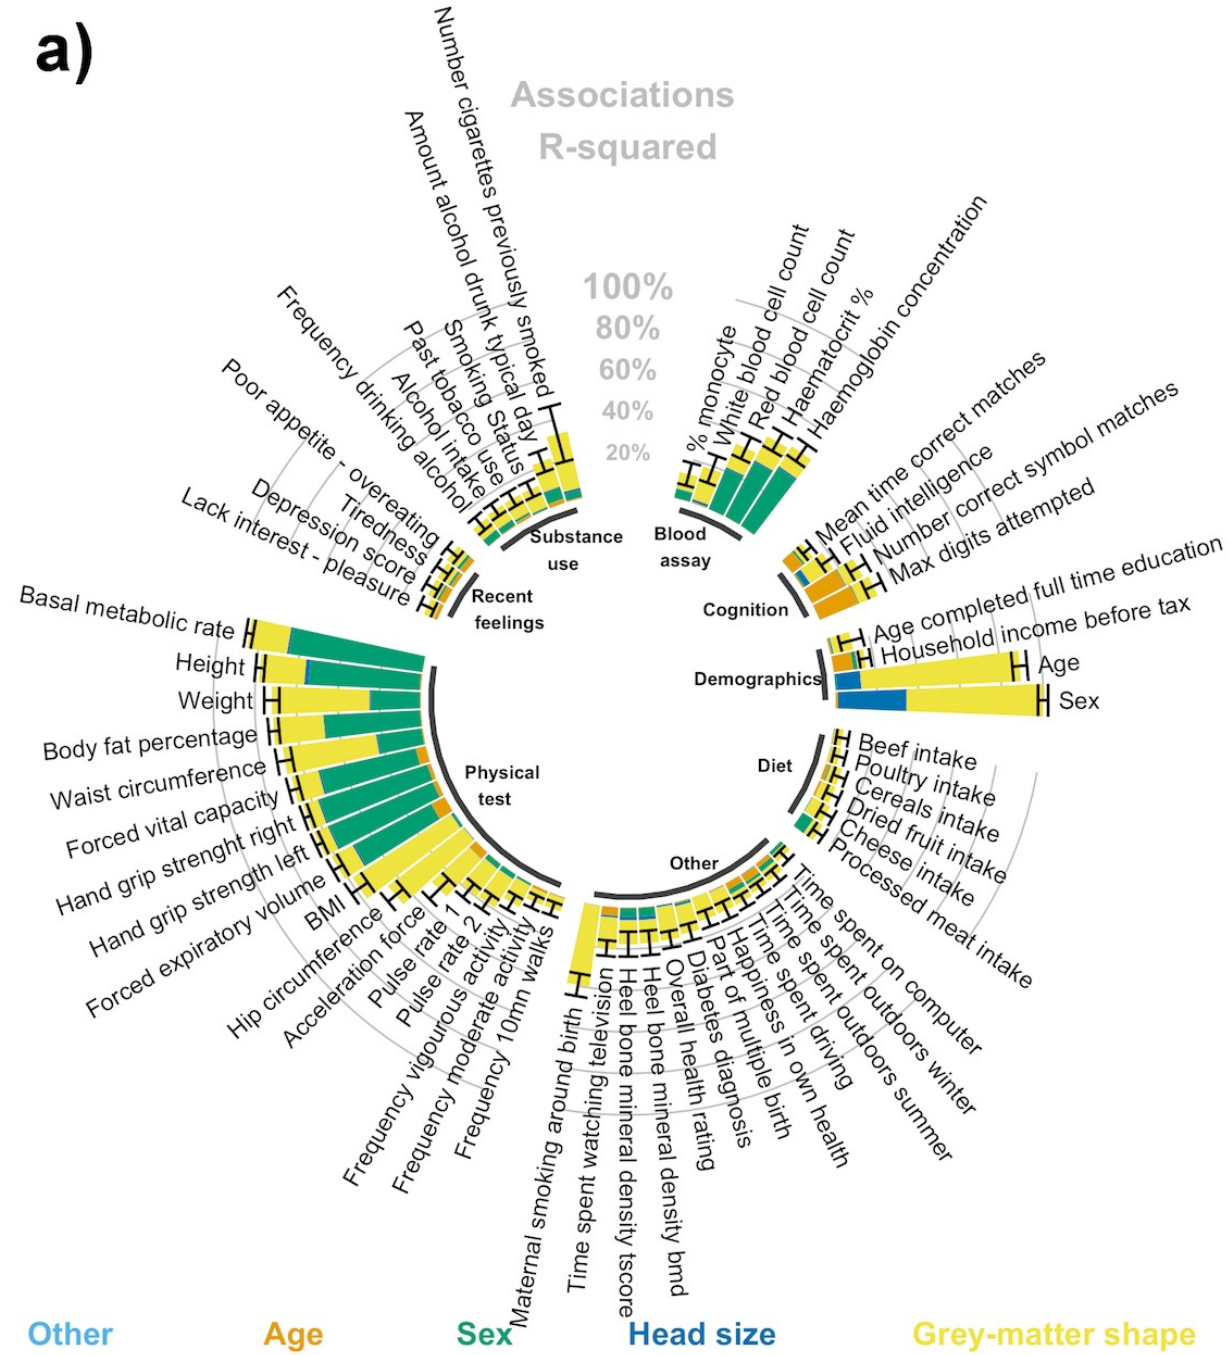 a)
Associations
R-squared
100%
80%
60%
40%
20%
Number cigarettes previously smoked
Amount alcohol drunk typical day
Smoking Status
Past tobacco use
Alcohol intake
Frequency drinking alcohol
Substance
use
% monocyte
White blood cell count
Red blood cell count
Haematocrit %
Haemoglobin concentration
Blood
assay
Mean time correct matches
Fluid intelligence
Number correct symbol matches
Max digits attempted
Cognition
Age completed full time education
Household income before tax
Age
Sex
Demographics
Beef intake
Poultry intake
Cereals intake
Dried fruit intake
Cheese intake
Processed meat intake
Diet
Time spent on computer
Time spent outdoors winter
Time spent outdoors summer
Time spent driving
Happiness in own health
Part of multiple birth
Diabetes diagnosis
Overall health rating
Heel bone mineral density bmd
Heel bone mineral density tscore
Time spent watching television
Maternal smoking around birth
Other
Frequency 10mn walks
Frequency moderate activity
Frequency vigourous activity
Pulse rate 2
Pulse rate 1
Acceleration force
Hip circumference
BMI
Forced expiratory volume
Hand grip strength left
Hand grip strenght right
Forced vital capacity
Waist circumference
Body fat percentage
Weight
Height
Basal metabolic rate
Physical
test
Lack interest - pleasure
Depression score
Tiredness
Poor appetite - overeating
Recent
feelings
Other
Age
Sex
Head size
Grey-matter shape